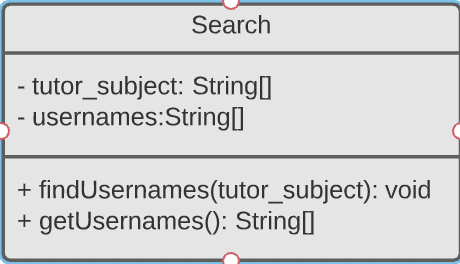 Search
- tutor_subject: String[]
- usernames:String[]
+ findUsernames(tutor_subject): void
+ getUsernames(): String[]